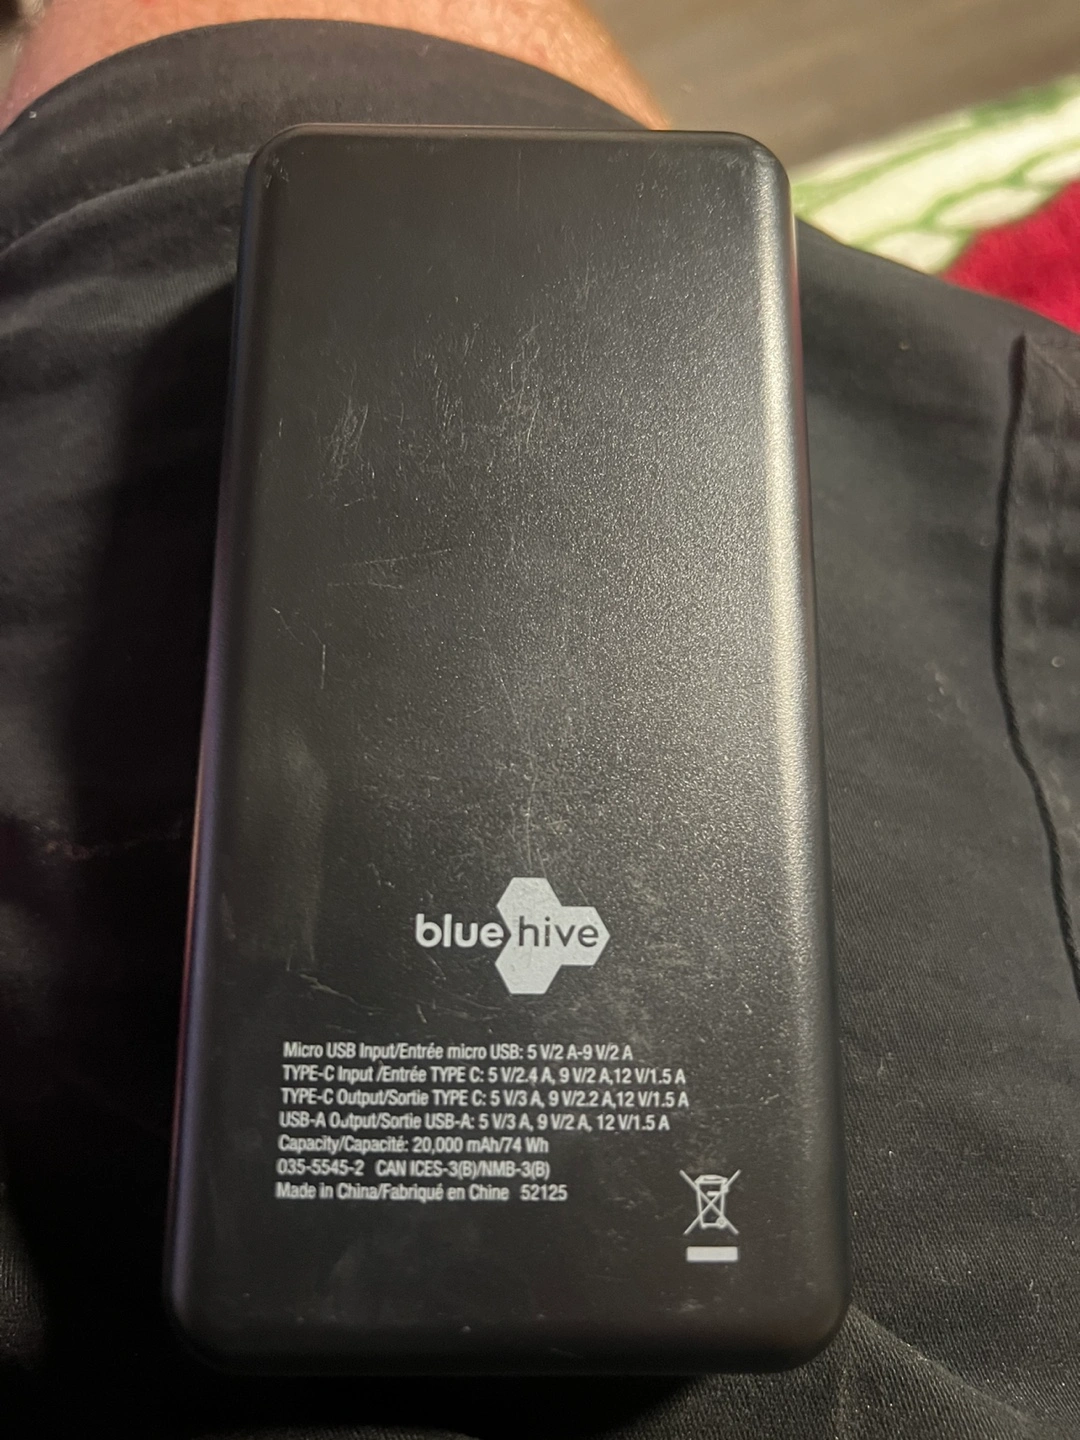 bluehive
Micro USB Input/Entrée micro USB: 5 V/2 A-9 V/2 A
TYPE-C Input /Entrée TYPE C: 5 V/2.4 A, 9 V/2 A,12 V/1.5 A
TYPE-C Output/Sortie TYPE C: 5 V/3 A, 9 V/2.2 A,12 V/1.5 A
USB-A Output/Sortie USB-A: 5 V/3 A, 9 V/2 A, 12 V/1.5 A
Capacity/Capacité: 20,000 mAh/74 Wh
035-5545-2 CAN ICES-3(B)/NMB-3(B)
Made in China/Fabriqué en Chine 52125